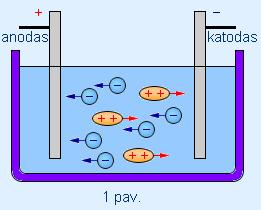 + −
anodas katodas
− − ++
++ −
− −
− ++
1 pav.